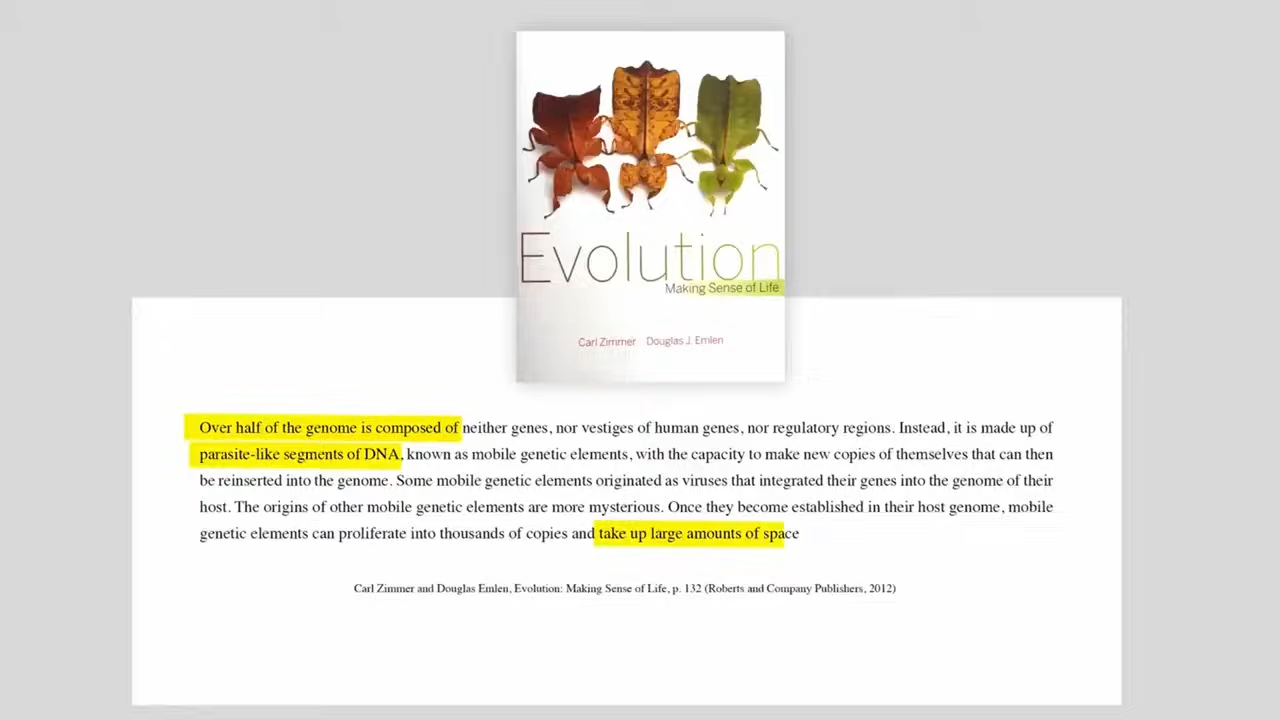 Evolution
Making Sense of Life
Carl Zimmer Douglas J. Emlen
Over half of the genome is composed of neither genes, nor vestiges of human genes, nor regulatory regions. Instead, it is made up of
parasite-like segments of DNA, known as mobile genetic elements, with the capacity to make new copies of themselves that can then
be reinserted into the genome. Some mobile genetic elements originated as viruses that integrated their genes into the genome of their
host. The origins of other mobile genetic elements are more mysterious. Once they become established in their host genome, mobile
genetic elements can proliferate into thousands of copies and take up large amounts of space
Carl Zimmer and Douglas Emlen, Evolution: Making Sense of Life, p. 132 (Roberts and Company Publishers, 2012)